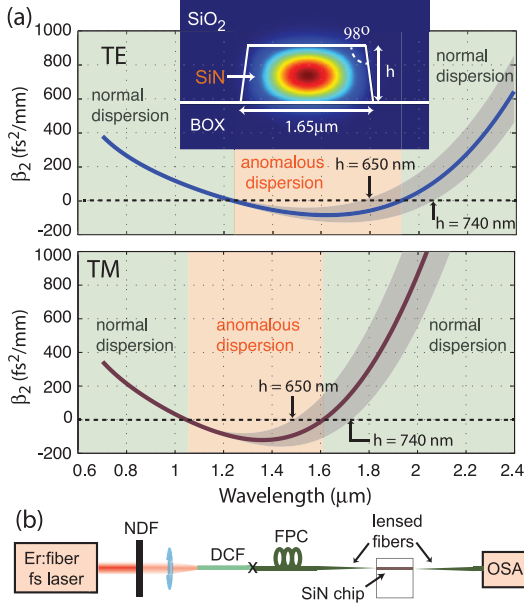 (a)
SiO2
98°
SiN
h
BOX
1.65μm
TE
normal
dispersion
anomalous
dispersion
normal
dispersion
h = 650 nm
h = 740 nm
β2 (fs²/mm)
1000
800
600
400
200
0
-200
TM
normal
dispersion
anomalous
dispersion
normal
dispersion
h = 650 nm
h = 740 nm
β2 (fs²/mm)
1000
800
600
400
200
0
-200
0.6 0.8 1 1.2 1.4 1.6 1.8 2 2.2 2.4
Wavelength (μm)
(b)
Er:fiber
fs laser
NDF
DCF
x
FPC
lensed
fibers
SiN chip
OSA